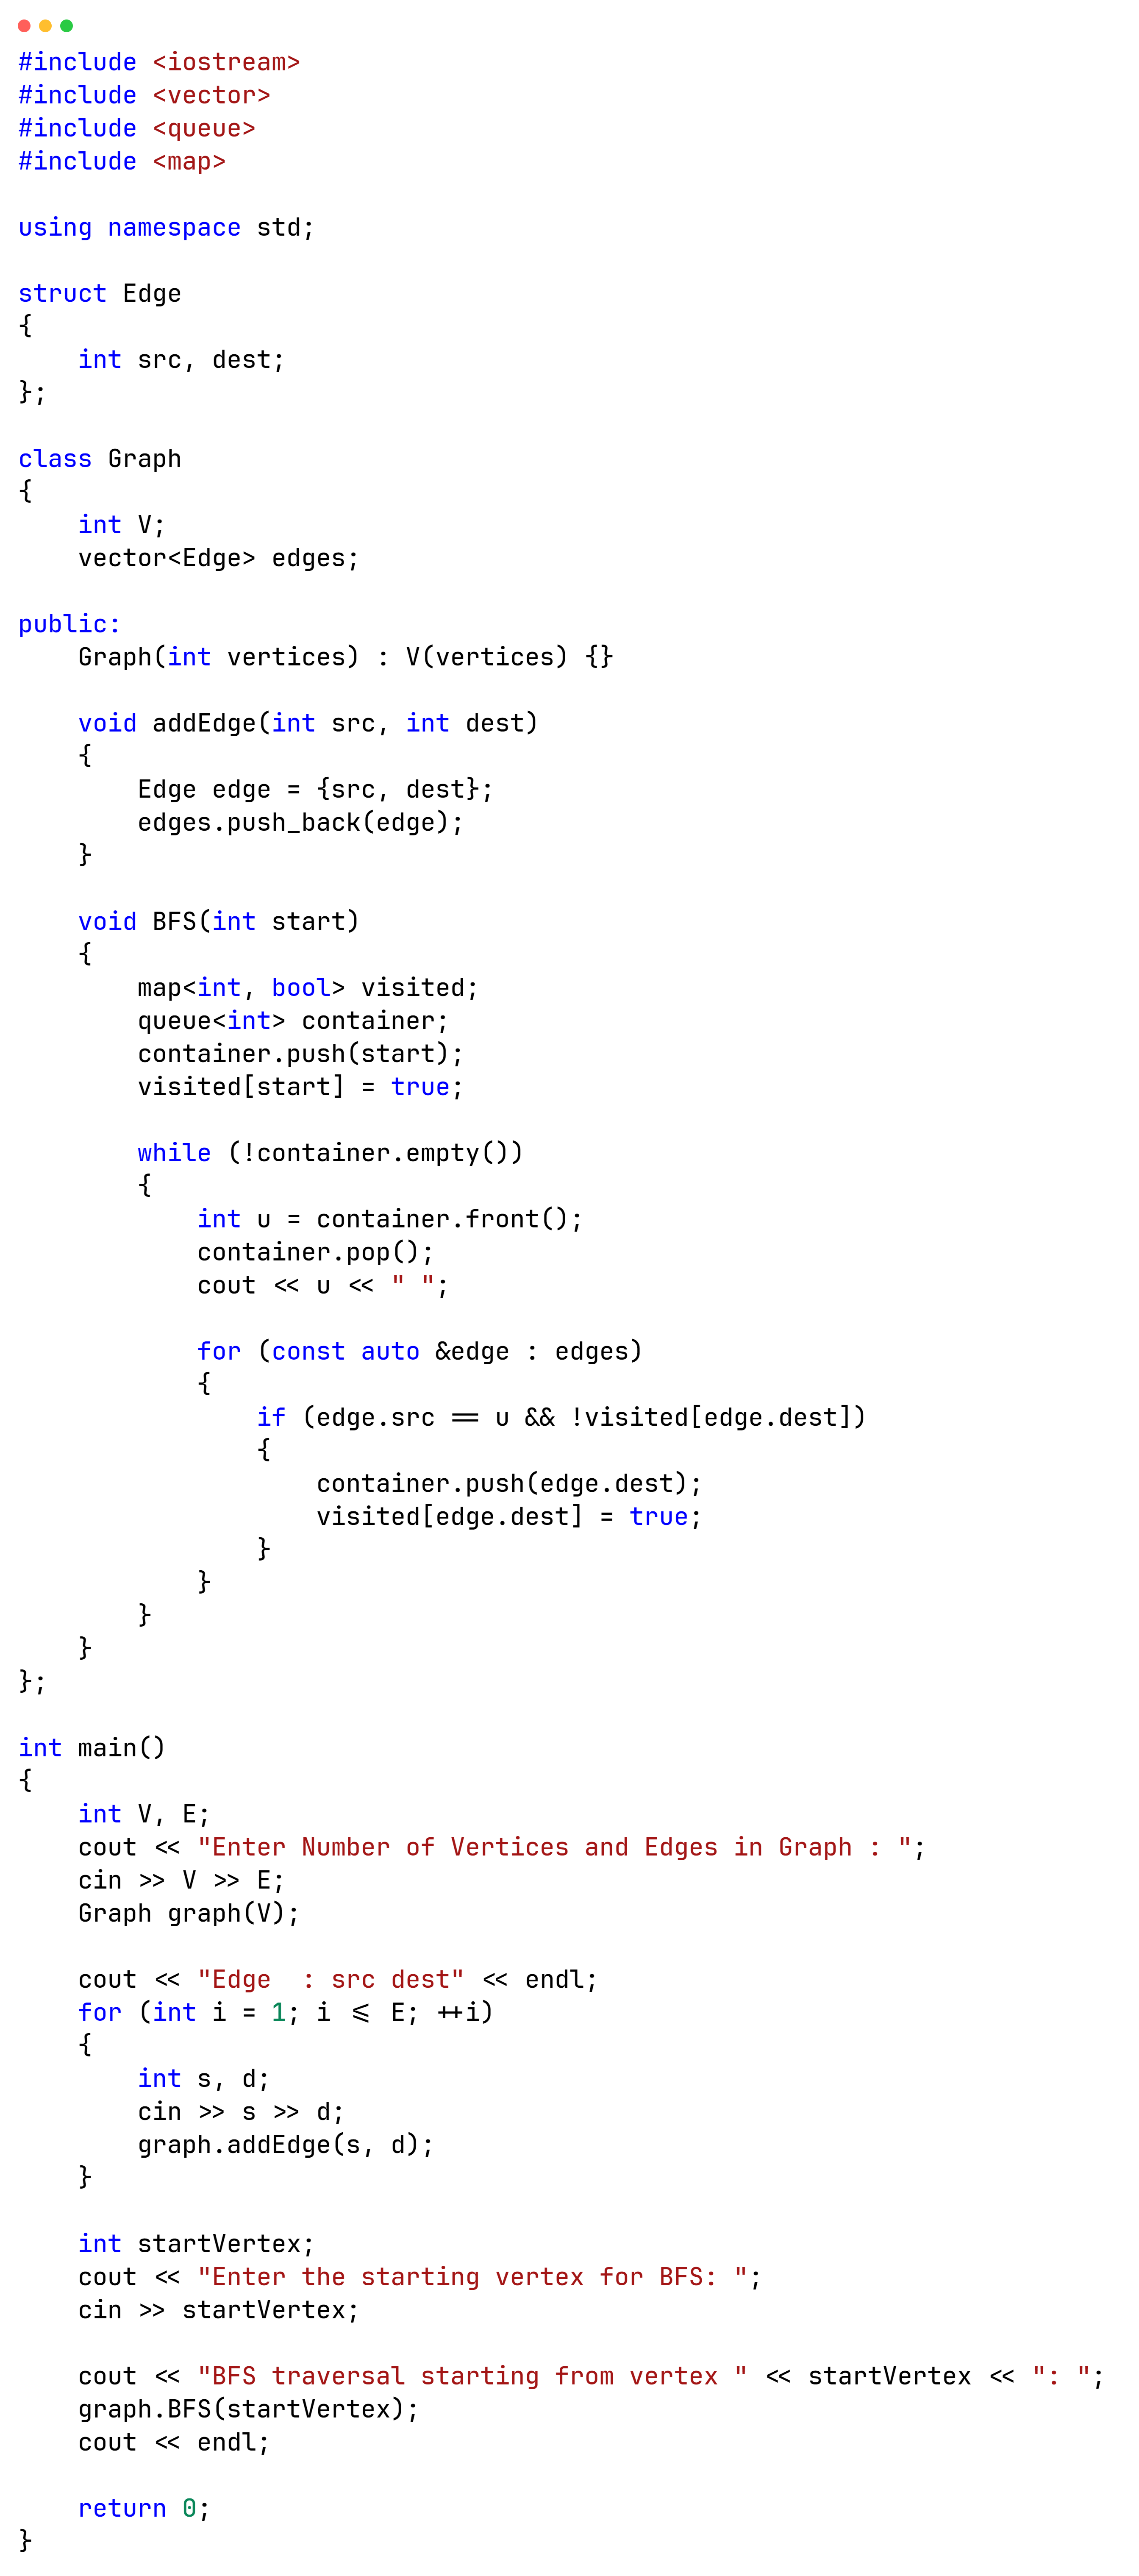 #include <iostream>
#include <vector>
#include <queue>
#include <map>

using namespace std;

struct Edge
{
    int src, dest;
};

class Graph
{
    int V;
    vector<Edge> edges;

public:
    Graph(int vertices) : V(vertices) {}

    void addEdge(int src, int dest)
    {
        Edge edge = {src, dest};
        edges.push_back(edge);
    }

    void BFS(int start)
    {
        map<int, bool> visited;
        queue<int> container;
        container.push(start);
        visited[start] = true;

        while (!container.empty())
        {
            int u = container.front();
            container.pop();
            cout << u << " ";

            for (const auto &edge : edges)
            {
                if (edge.src == u && !visited[edge.dest])
                {
                    container.push(edge.dest);
                    visited[edge.dest] = true;
                }
            }
        }
    }
};

int main()
{
    int V, E;
    cout << "Enter Number of Vertices and Edges in Graph : ";
    cin >> V >> E;
    Graph graph(V);

    cout << "Edge  : src dest" << endl;
    for (int i = 1; i <= E; ++i)
    {
        int s, d;
        cin >> s >> d;
        graph.addEdge(s, d);
    }

    int startVertex;
    cout << "Enter the starting vertex for BFS: ";
    cin >> startVertex;

    cout << "BFS traversal starting from vertex " << startVertex << ": ";
    graph.BFS(startVertex);
    cout << endl;

    return 0;
}